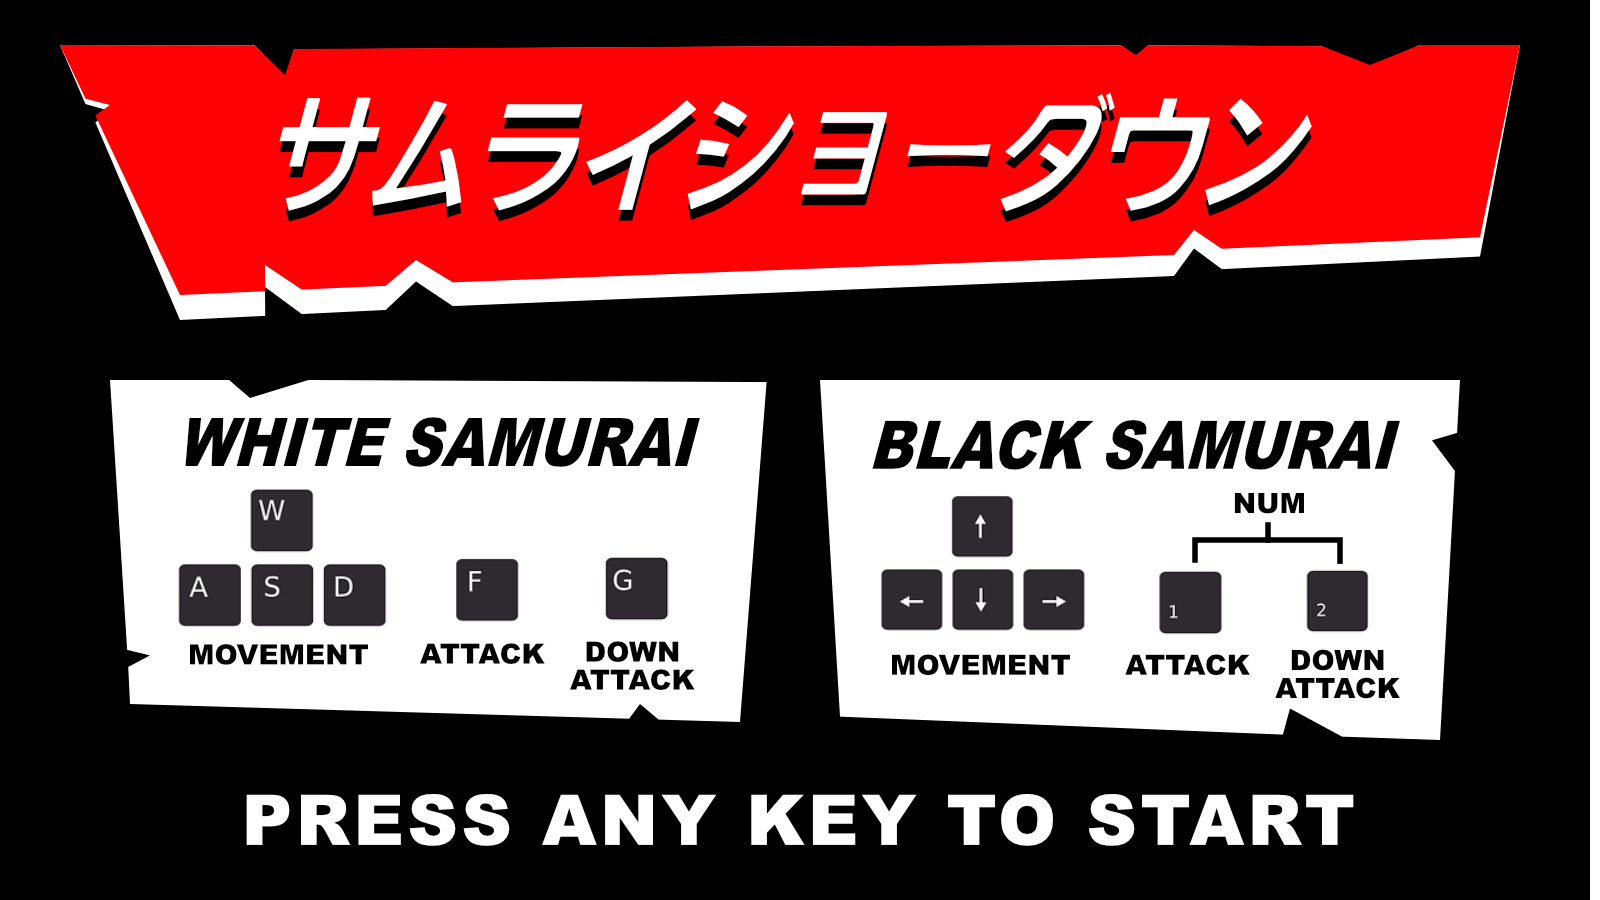 サムライショーダウン
WHITE SAMURAI
W
A S D
F
G
MOVEMENT
ATTACK
DOWN
ATTACK
BLACK SAMURAI
NUM
↑
← ↓ →
1
2
MOVEMENT
ATTACK
DOWN
ATTACK
PRESS ANY KEY TO START